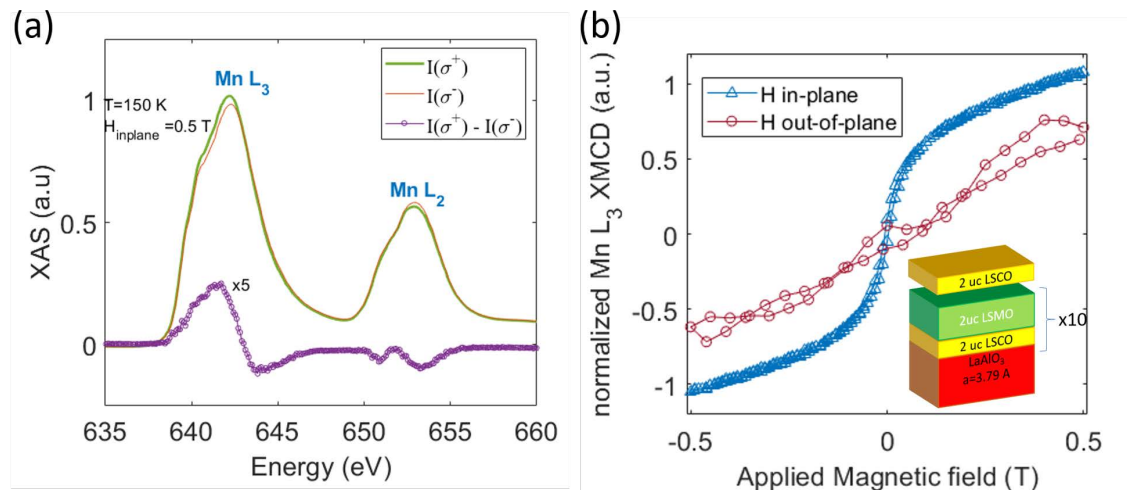 (a)
Mn L3
T=150 K
Hinplane =0.5 T
I(σ+)
I(σ-)
I(σ+) - I(σ-)
Mn L2
x5
XAS (a.u)
1
0.5
0
635
640
645
650
655
660
Energy (eV)
(b)
H in-plane
H out-of-plane
normalized Mn L3 XMCD (a.u.)
1
0.5
0
-0.5
-1
2 uc LSCO
2uc LSMO
x10
2 uc LSCO
LaAlO3
a=3.79 A
-0.5
0
0.5
Applied Magnetic field (T)